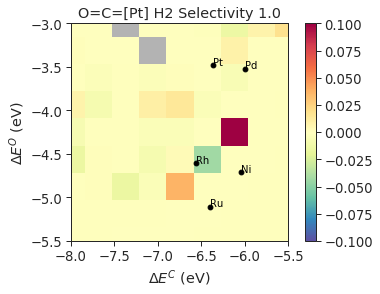 O=C=[Pt] H2 Selectivity 1.0
ΔE^O (eV)
−3.0
−3.5
−4.0
−4.5
−5.0
−5.5
Pt
Pd
Rh
Ni
Ru
−8.0 −7.5 −7.0 −6.5 −6.0 −5.5
ΔE^C (eV)
0.100
0.075
0.050
0.025
0.000
−0.025
−0.050
−0.075
−0.100